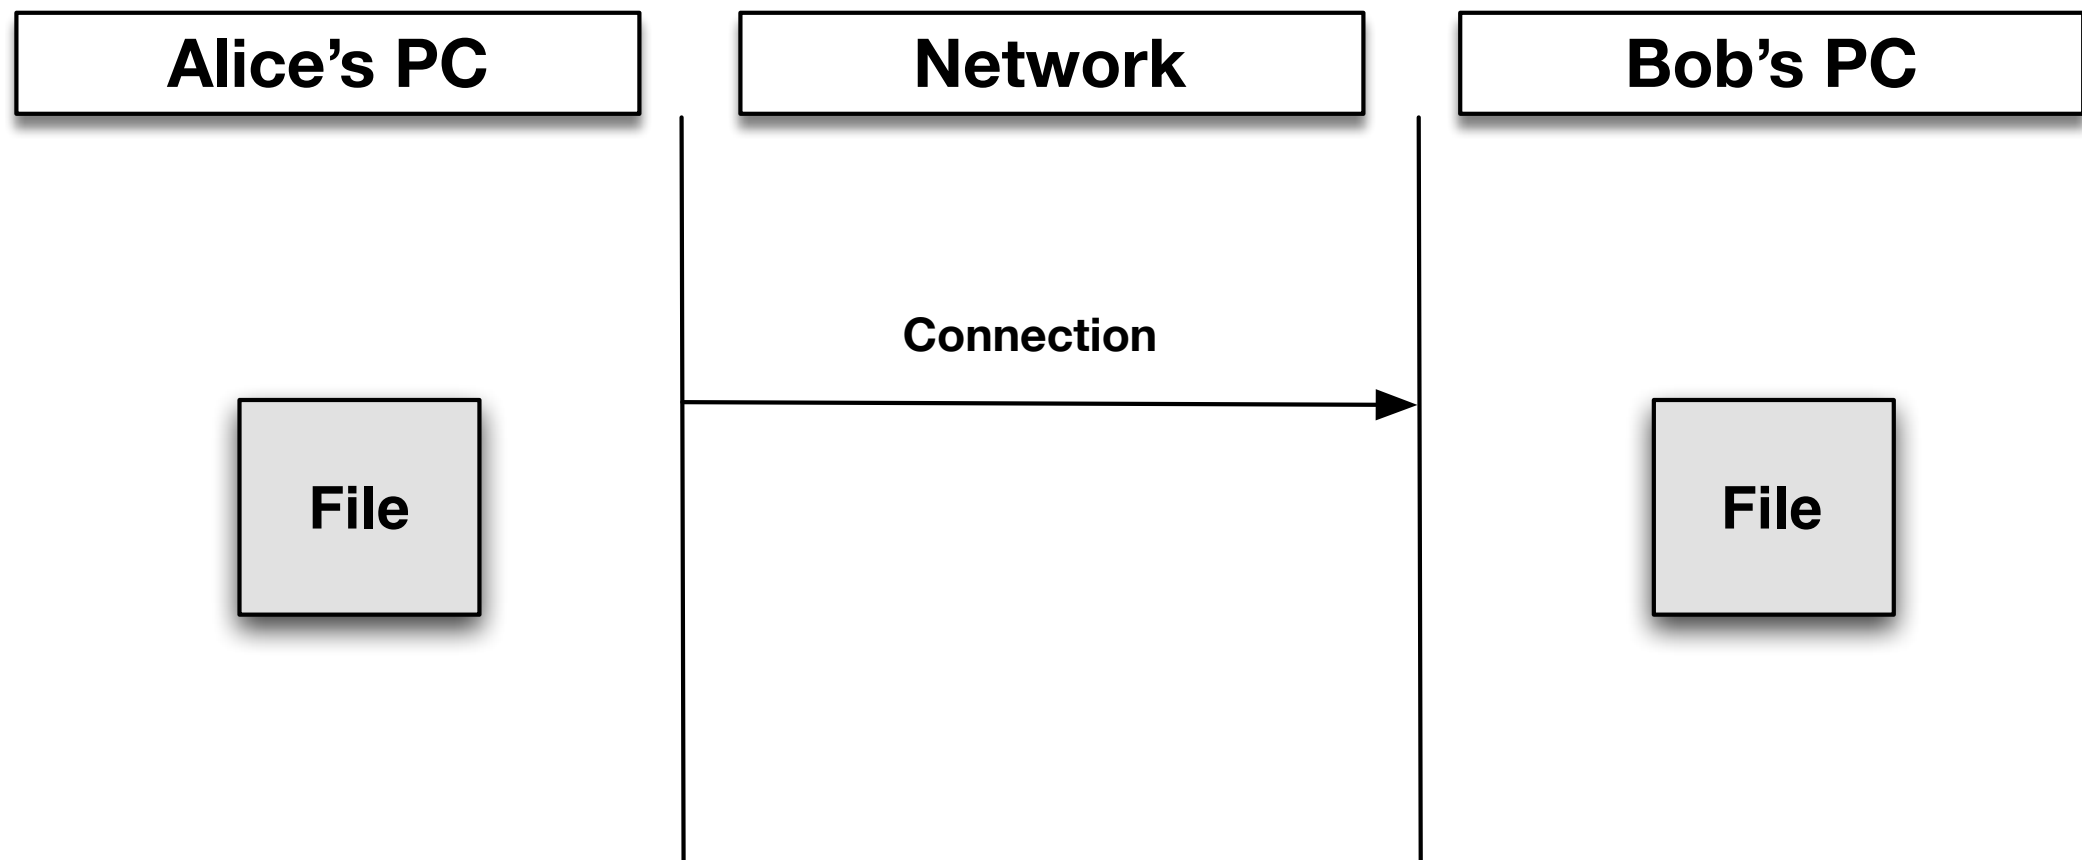 Alice’s PC
Network
Bob’s PC
Connection
File
File